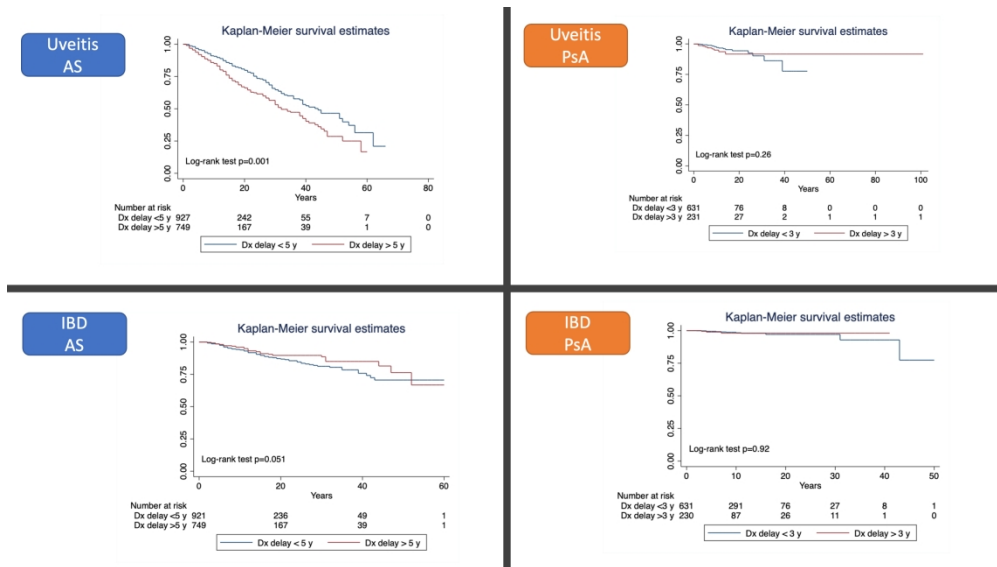 Uveitis
AS
Kaplan-Meier survival estimates
1.00
0.75
0.50
0.25
0.00
Log-rank test p=0.001
0 20 40 60 80
Years
Number at risk
Dx delay <5 y 927 242 55 7 0
Dx delay >5 y 749 167 39 1 0
Dx delay < 5 y Dx delay > 5 y
Uveitis
PsA
Kaplan-Meier survival estimates
1.00
0.75
0.50
0.25
0.00
Log-rank test p=0.26
0 20 40 60 80 100
Years
Number at risk
Dx delay <3 y 631 76 8 0 0 0
Dx delay >3 y 231 27 2 1 1 1
Dx delay < 3 y Dx delay > 3 y
IBD
AS
Kaplan-Meier survival estimates
1.00
0.75
0.50
0.25
0.00
Log-rank test p=0.051
0 20 40 60
Years
Number at risk
Dx delay <5 y 921 236 49 1
Dx delay >5 y 749 167 39 1
Dx delay < 5 y Dx delay > 5 y
IBD
PsA
Kaplan-Meier survival estimates
1.00
0.75
0.50
0.25
0.00
Log-rank test p=0.92
0 10 20 30 40 50
Years
Number at risk
Dx delay <3 y 631 291 76 27 8 1
Dx delay >3 y 230 87 26 11 1 0
Dx delay < 3 y Dx delay > 3 y